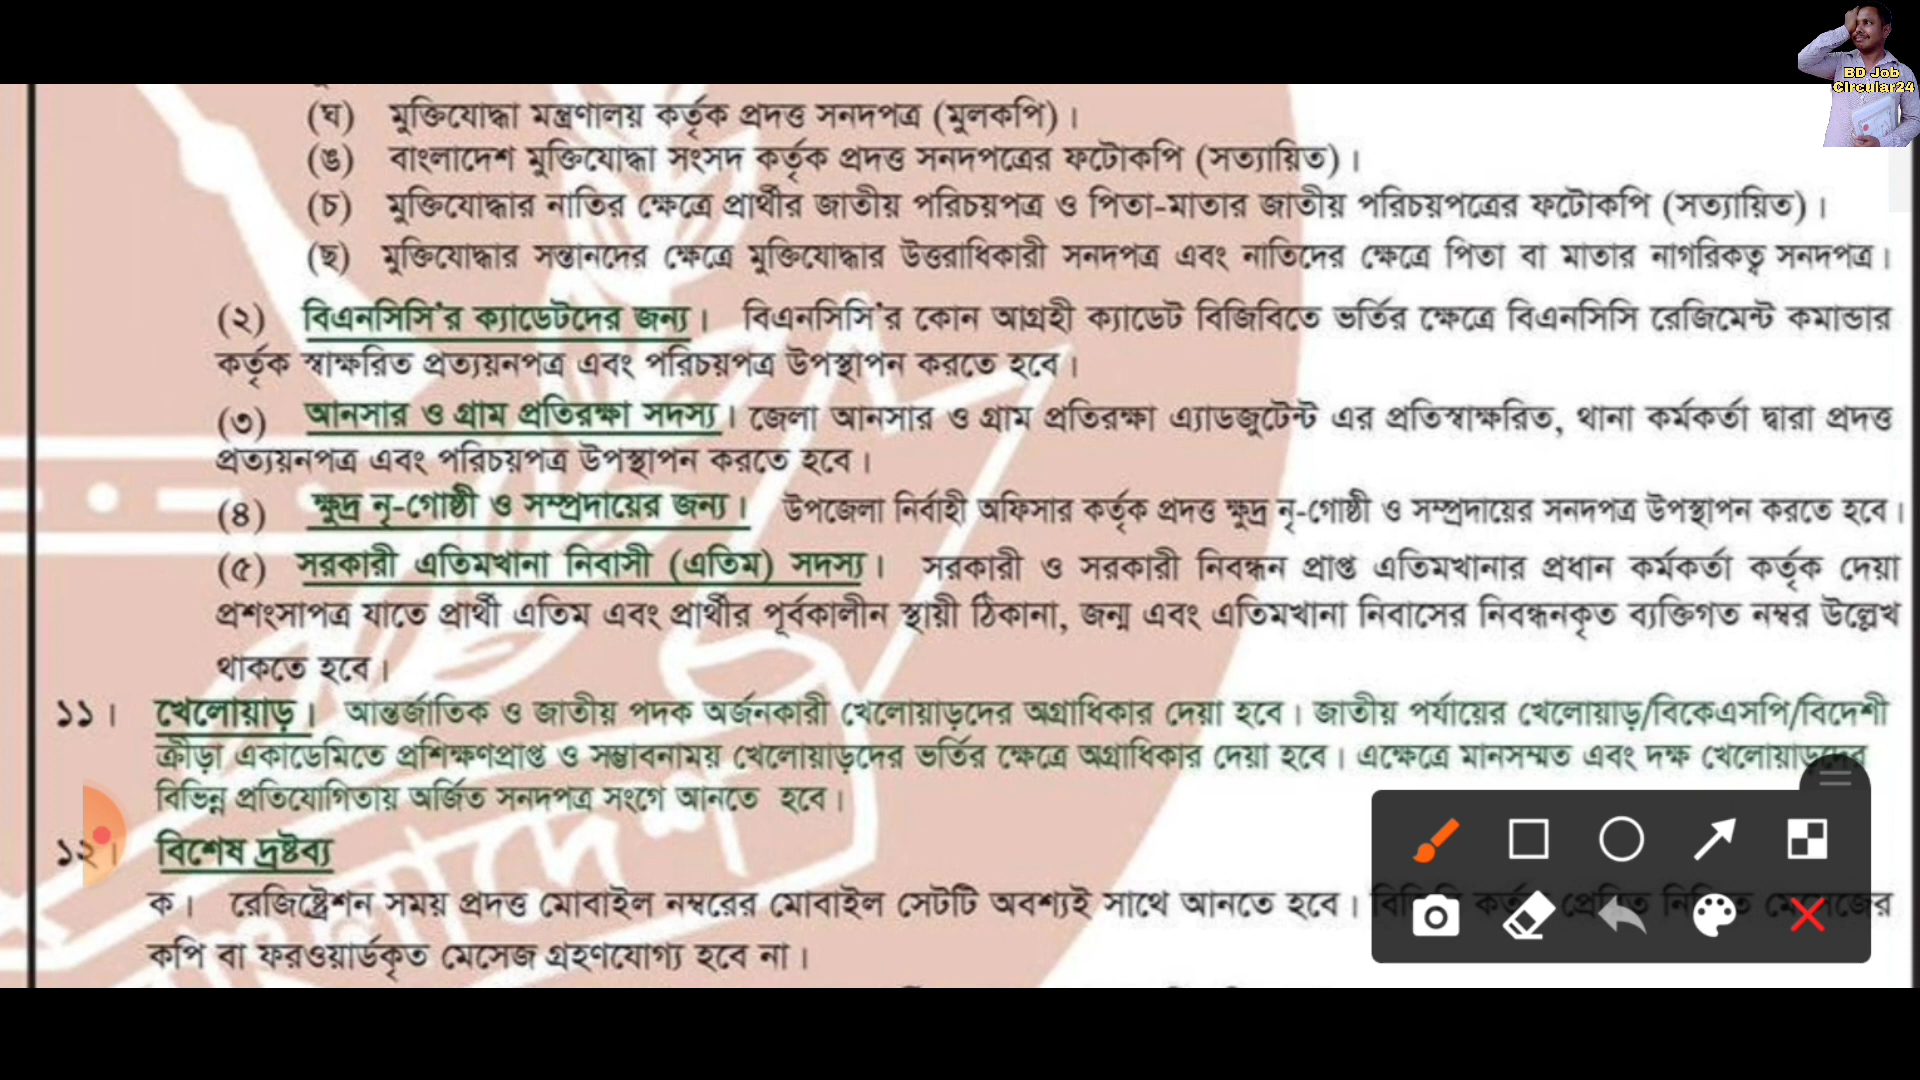 BD Job
Circular24
(ঘ) মুক্তিযোদ্ধা মন্ত্রণালয় কর্তৃক প্রদত্ত সনদপত্র (মুলকপি)।
(ঙ) বাংলাদেশ মুক্তিযোদ্ধা সংসদ কর্তৃক প্রদত্ত সনদপত্রের ফটোকপি (সত্যায়িত)।
(চ) মুক্তিযোদ্ধার নাতির ক্ষেত্রে প্রার্থীর জাতীয় পরিচয়পত্র ও পিতা-মাতার জাতীয় পরিচয়পত্রের ফটোকপি (সত্যায়িত)।
(ছ) মুক্তিযোদ্ধার সন্তানদের ক্ষেত্রে মুক্তিযোদ্ধার উত্তরাধিকারী সনদপত্র এবং নাতিদের ক্ষেত্রে পিতা বা মাতার নাগরিকত্ব সনদপত্র।
(২) বিএনসিসি'র ক্যাডেটদের জন্য। বিএনসিসি'র কোন আগ্রহী ক্যাডেট বিজিবিতে ভর্তির ক্ষেত্রে বিএনসিসি রেজিমেন্ট কমান্ডার
কর্তৃক স্বাক্ষরিত প্রত্যয়নপত্র এবং পরিচয়পত্র উপস্থাপন করতে হবে।
(৩) আনসার ও গ্রাম প্রতিরক্ষা সদস্য। জেলা আনসার ও গ্রাম প্রতিরক্ষা এ্যাডজুটেন্ট এর প্রতিস্বাক্ষরিত, থানা কর্মকর্তা দ্বারা প্রদত্ত
প্রত্যয়নপত্র এবং পরিচয়পত্র উপস্থাপন করতে হবে।
(৪) ক্ষুদ্র নৃ-গোষ্ঠী ও সম্প্রদায়ের জন্য। উপজেলা নির্বাহী অফিসার কর্তৃক প্রদত্ত ক্ষুদ্র নৃ-গোষ্ঠী ও সম্প্রদায়ের সনদপত্র উপস্থাপন করতে হবে।
(৫) সরকারী এতিমখানা নিবাসী (এতিম) সদস্য। সরকারী ও সরকারী নিবন্ধন প্রাপ্ত এতিমখানার প্রধান কর্মকর্তা কর্তৃক দেয়া
প্রশংসাপত্র যাতে প্রার্থী এতিম এবং প্রার্থীর পূর্বকালীন স্থায়ী ঠিকানা, জন্ম এবং এতিমখানা নিবাসের নিবন্ধনকৃত ব্যক্তিগত নম্বর উল্লেখ
থাকতে হবে।
১১। খেলোয়াড়। আন্তর্জাতিক ও জাতীয় পদক অর্জনকারী খেলোয়াড়দের অগ্রাধিকার দেয়া হবে। জাতীয় পর্যায়ের খেলোয়াড়/বিকেএসপি/বিদেশী
ক্রীড়া একাডেমিতে প্রশিক্ষণপ্রাপ্ত ও সম্ভাবনাময় খেলোয়াড়দের ভর্তির ক্ষেত্রে অগ্রাধিকার দেয়া হবে। এক্ষেত্রে মানসম্মত এবং দক্ষ খেলোয়াড়দের
বিভিন্ন প্রতিযোগিতায় অর্জিত সনদপত্র সংগে আনতে হবে।
১২। বিশেষ দ্রষ্টব্য
ক। রেজিষ্ট্রেশন সময় প্রদত্ত মোবাইল নম্বরের মোবাইল সেটটি অবশ্যই সাথে আনতে হবে।
কপি বা ফরওয়ার্ডকৃত মেসেজ গ্রহণযোগ্য হবে না।